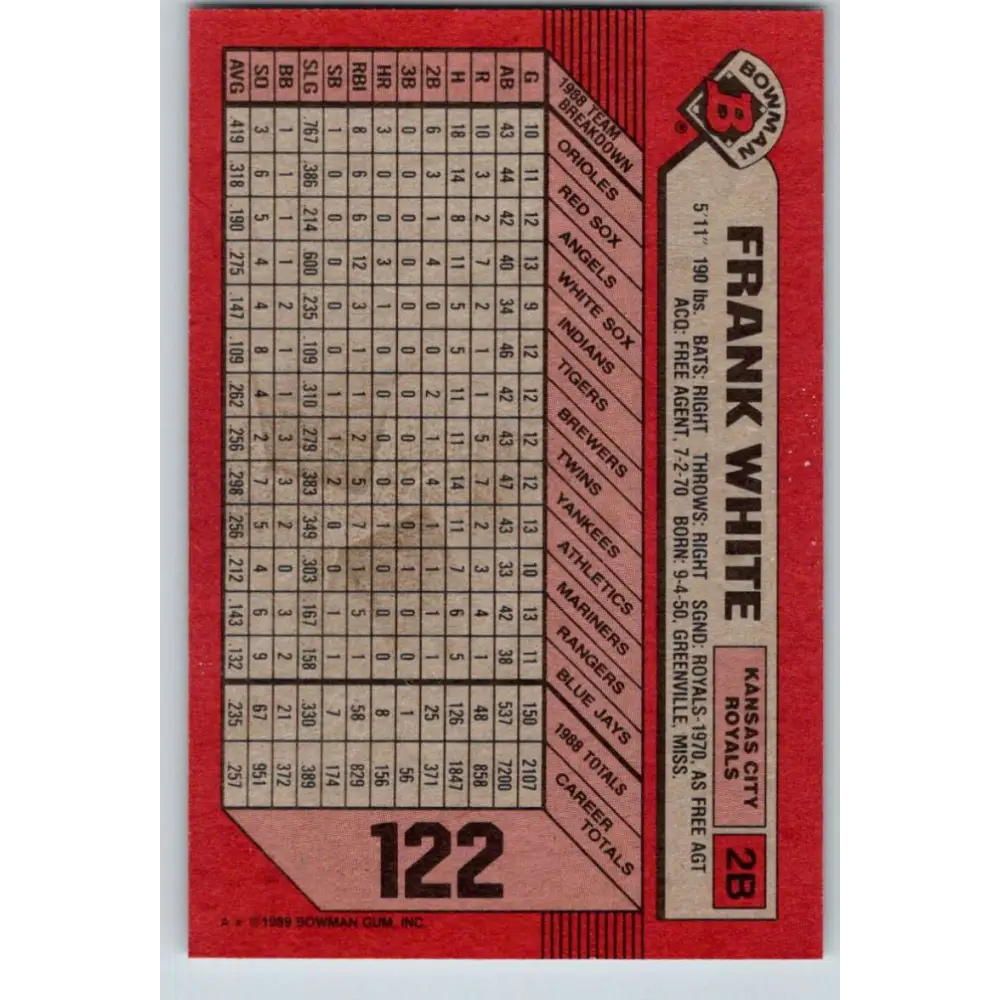 BOWMAN
B
®
FRANK WHITE
KANSAS CITY
ROYALS
2B
5'11" 190 lbs. BATS: RIGHT THROWS: RIGHT SGND: ROYALS-1970, AS FREE AGT
ACQ: FREE AGENT, 7-2-70 BORN: 9-4-50, GREENVILLE, MISS.
1988 TEAM BREAKDOWN ORIOLES RED SOX ANGELS WHITE SOX INDIANS TIGERS BREWERS TWINS YANKEES ATHLETICS MARINERS RANGERS BLUE JAYS 1988 TOTALS CAREER TOTALS
G 10 11 12 13 9 12 12 12 12 13 10 13 11 150 2107
AB 43 44 42 40 34 46 42 43 47 43 33 42 38 537 7200
R 10 3 2 7 2 1 1 5 7 2 3 4 1 48 858
H 18 14 8 11 5 5 11 11 14 11 7 6 5 126 1847
2B 6 3 1 4 0 0 2 1 4 1 1 1 1 25 371
3B 0 0 0 0 0 0 0 0 0 0 1 0 0 1 56
HR 3 0 0 3 1 0 0 0 0 1 0 0 0 8 156
RBI 8 6 6 12 3 1 1 2 5 7 1 5 1 58 829
SB 1 0 0 0 0 0 0 1 2 0 1 1 1 7 174
SLG .767 .386 .214 .600 .235 .109 .310 .279 .383 .349 .303 .167 .158 .330 .389
BB 1 1 1 1 2 1 1 3 3 2 0 3 2 21 372
SO 3 6 5 4 4 8 4 2 7 5 4 6 9 67 951
AVG .419 .318 .190 .275 .147 .109 .262 .256 .298 .256 .212 .143 .132 .235 .257
122
©1989 BOWMAN GUM, INC.